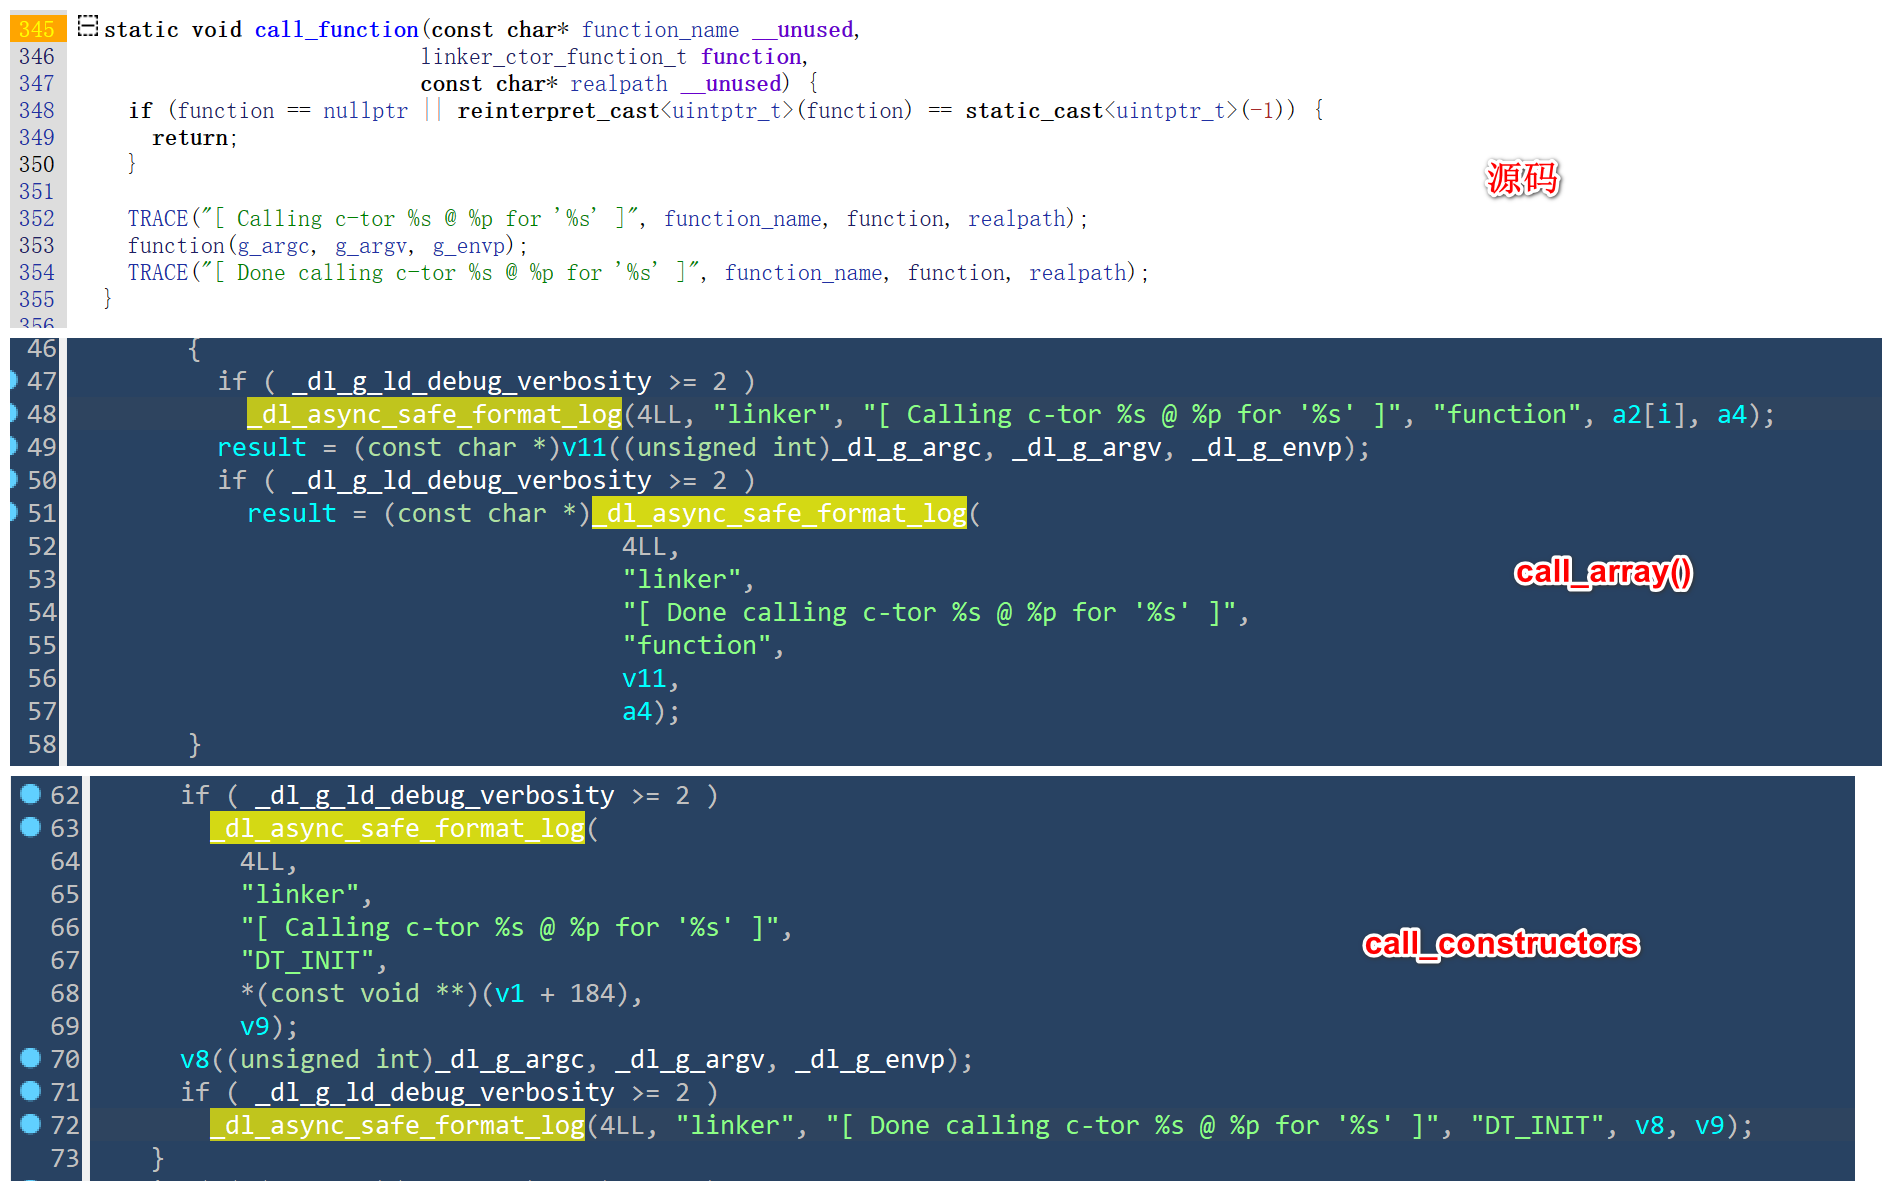 345 static void call_function(const char* function_name __unused,
346 linker_ctor_function_t function,
347 const char* realpath __unused) {
348 if (function == nullptr || reinterpret_cast<uintptr_t>(function) == static_cast<uintptr_t>(-1)) {
349 return;
350 }
源码
351
352 TRACE("[ Calling c-tor %s @ %p for '%s' ]", function_name, function, realpath);
353 function(g_argc, g_argv, g_envp);
354 TRACE("[ Done calling c-tor %s @ %p for '%s' ]", function_name, function, realpath);
355 }
356
46 {
47 if ( _dl_g_ld_debug_verbosity >= 2 )
48 _dl_async_safe_format_log(4LL, "linker", "[ Calling c-tor %s @ %p for '%s' ]", "function", a2[i], a4);
49 result = (const char *)v11((unsigned int)_dl_g_argc, _dl_g_argv, _dl_g_envp);
50 if ( _dl_g_ld_debug_verbosity >= 2 )
51 result = (const char *)_dl_async_safe_format_log(
52 4LL,
53 "linker",
call_array()
54 "[ Done calling c-tor %s @ %p for '%s' ]",
55 "function",
56 v11,
57 a4);
58 }
62 if ( _dl_g_ld_debug_verbosity >= 2 )
63 _dl_async_safe_format_log(
64 4LL,
65 "linker",
66 "[ Calling c-tor %s @ %p for '%s' ]",
call_constructors
67 "DT_INIT",
68 *(const void **)(v1 + 184),
69 v9);
70 v8((unsigned int)_dl_g_argc, _dl_g_argv, _dl_g_envp);
71 if ( _dl_g_ld_debug_verbosity >= 2 )
72 _dl_async_safe_format_log(4LL, "linker", "[ Done calling c-tor %s @ %p for '%s' ]", "DT_INIT", v8, v9);
73 }